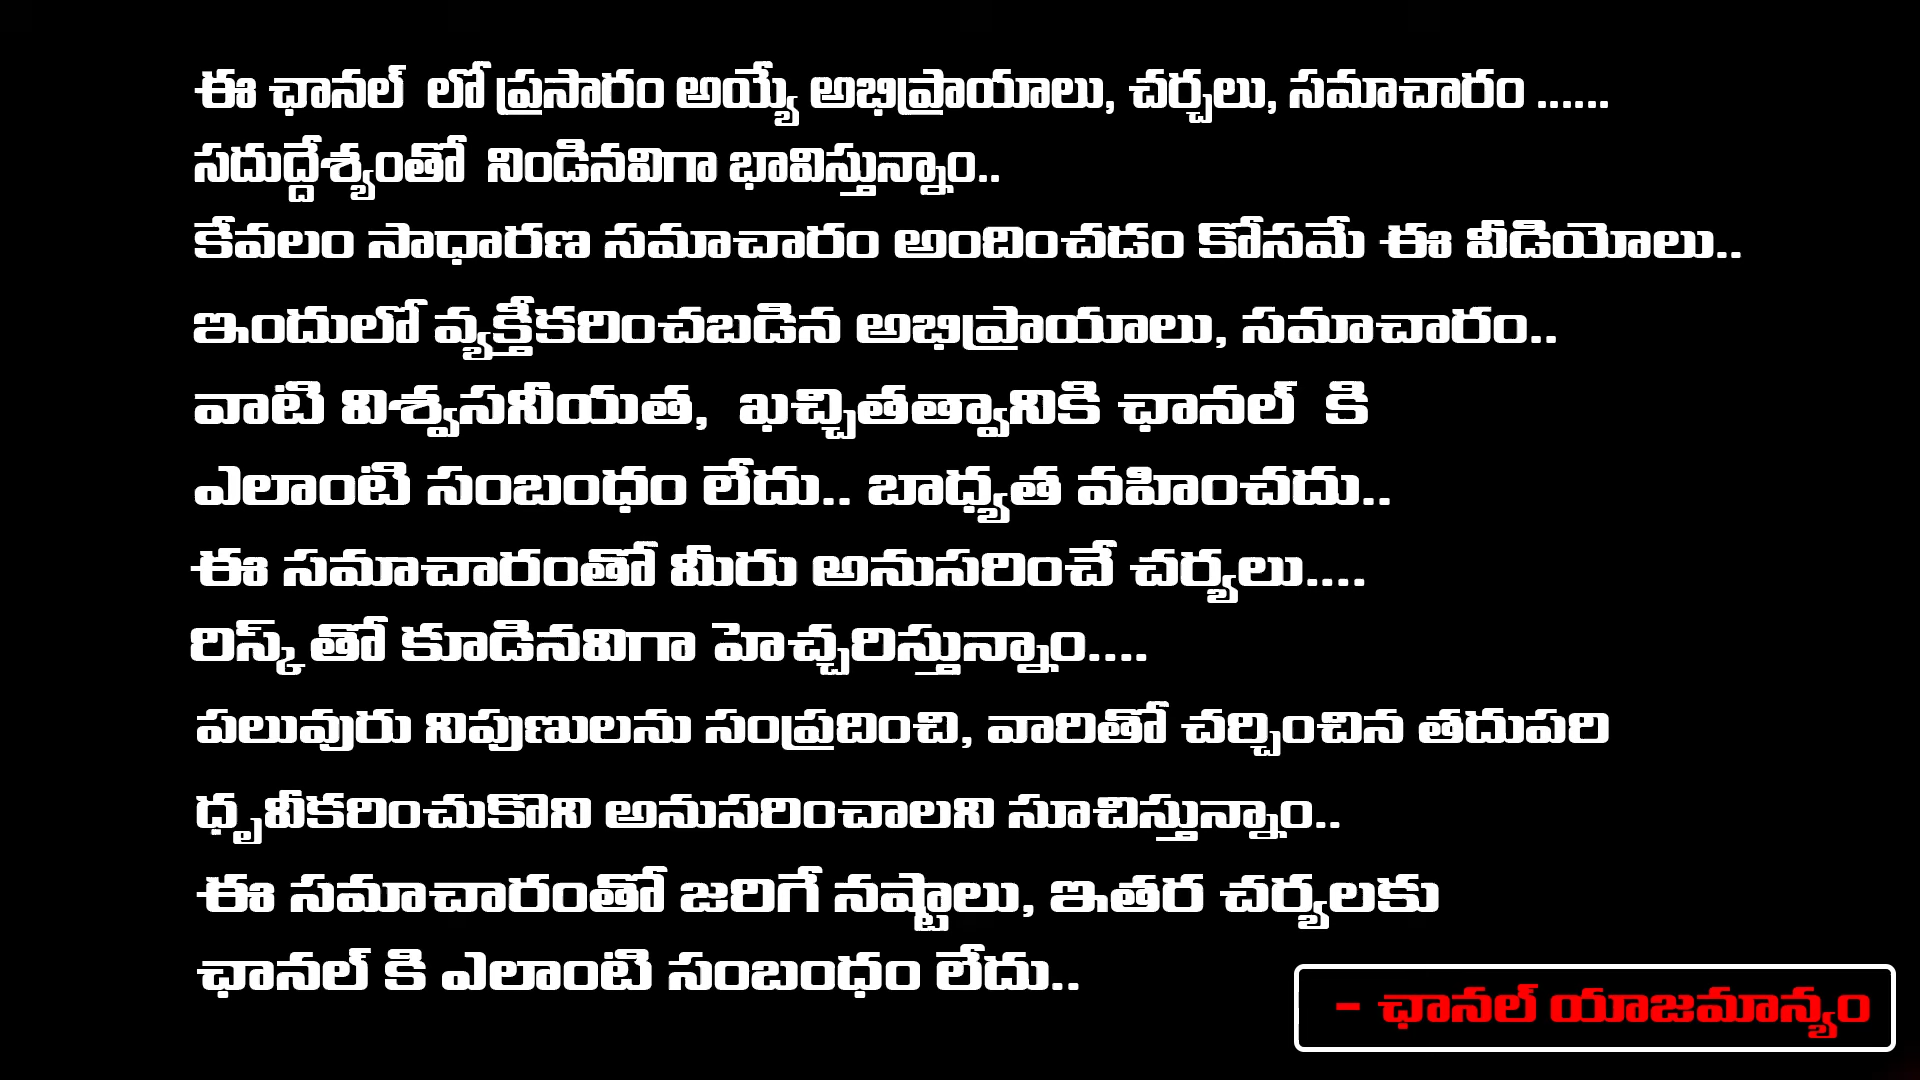 ఈ ఛానల్ లో ప్రసారం అయ్యే అభిప్రాయాలు, చర్చలు, సమాచారం ......
సదుద్దేశ్యంతో నిండినవిగా భావిస్తున్నాం..
కేవలం సాధారణ సమాచారం అందించడం కోసమే ఈ వీడియోలు..
ఇందులో వ్యక్తీకరించబడిన అభిప్రాయాలు, సమాచారం..
వాటి విశ్వసనీయత, ఖచ్చితత్వానికి ఛానల్ కి
ఎలాంటి సంబంధం లేదు.. బాధ్యత వహించదు..
ఈ సమాచారంతో మీరు అనుసరించే చర్యలు....
రిస్క్ తో కూడినవిగా హెచ్చరిస్తున్నాం....
పలువురు నిపుణులను సంప్రదించి, వారితో చర్చించిన తదుపరి
ధృవీకరించుకొని అనుసరించాలని సూచిస్తున్నాం..
ఈ సమాచారంతో జరిగే నష్టాలు, ఇతర చర్యలకు
ఛానల్ కి ఎలాంటి సంబంధం లేదు..
- ఛానల్ యాజమాన్యం